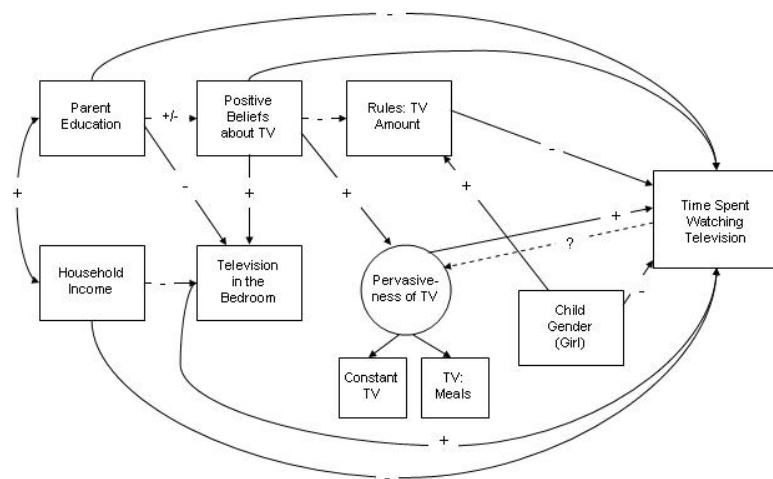 -
Parent
Education
+/-
Positive
Beliefs
about TV
-
Rules: TV
Amount
-
+
-
+
+
+
Time Spent
Watching
Television
+
?
Household
Income
-
Television
in the
Bedroom
Pervasive-
ness of TV
Child
Gender
(Girl)
-
Constant
TV
TV:
Meals
+
-